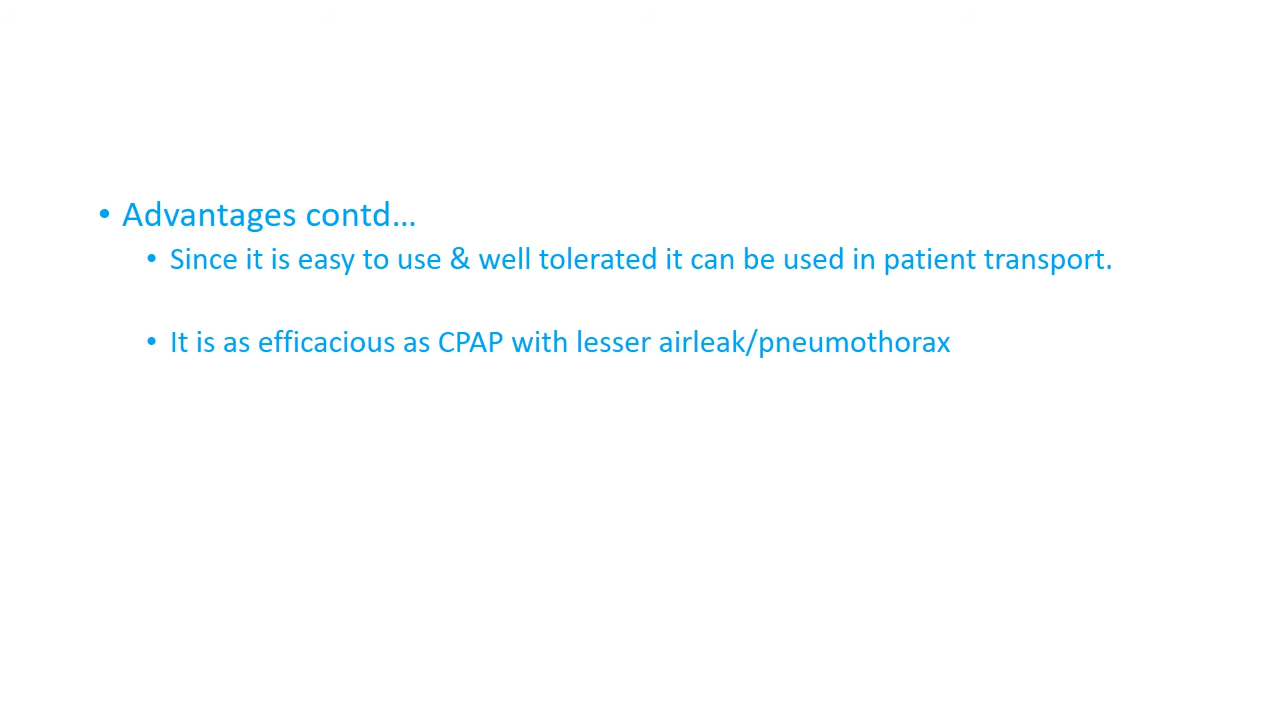 • Advantages contd...
• Since it is easy to use & well tolerated it can be used in patient transport.
• It is as efficacious as CPAP with lesser airleak/pneumothorax